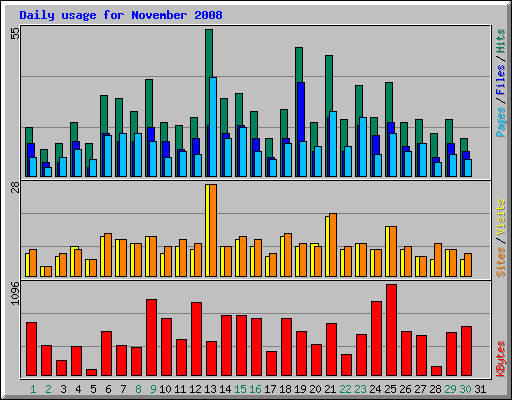 Daily usage for November 2008
55
Pages / Files / Hits
28
Sites / Visits
1096
KBytes
1 2 3 4 5 6 7 8 9 10 11 12 13 14 15 16 17 18 19 20 21 22 23 24 25 26 27 28 29 30 31